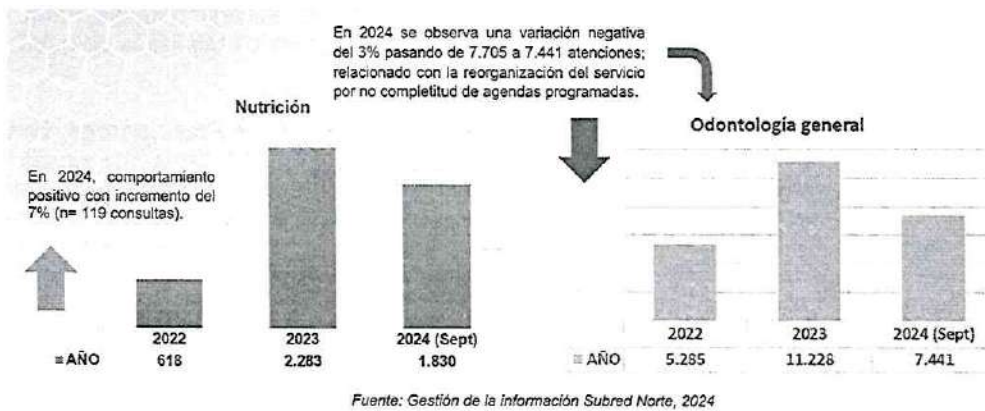 En 2024 se observa una variación negativa
del 3% pasando de 7.705 a 7.441 atenciones;
relacionado con la reorganización del servicio
por no completitud de agendas programadas.
Nutrición
En 2024, comportamiento
positivo con incremento del
7% (n= 119 consultas).
2022 2023 2024 (Sept)
AÑO 618 2.283 1.830
Odontología general
2022 2023 2024 (Sept)
AÑO 5.285 11.228 7.441
Fuente: Gestión de la información Subred Norte, 2024